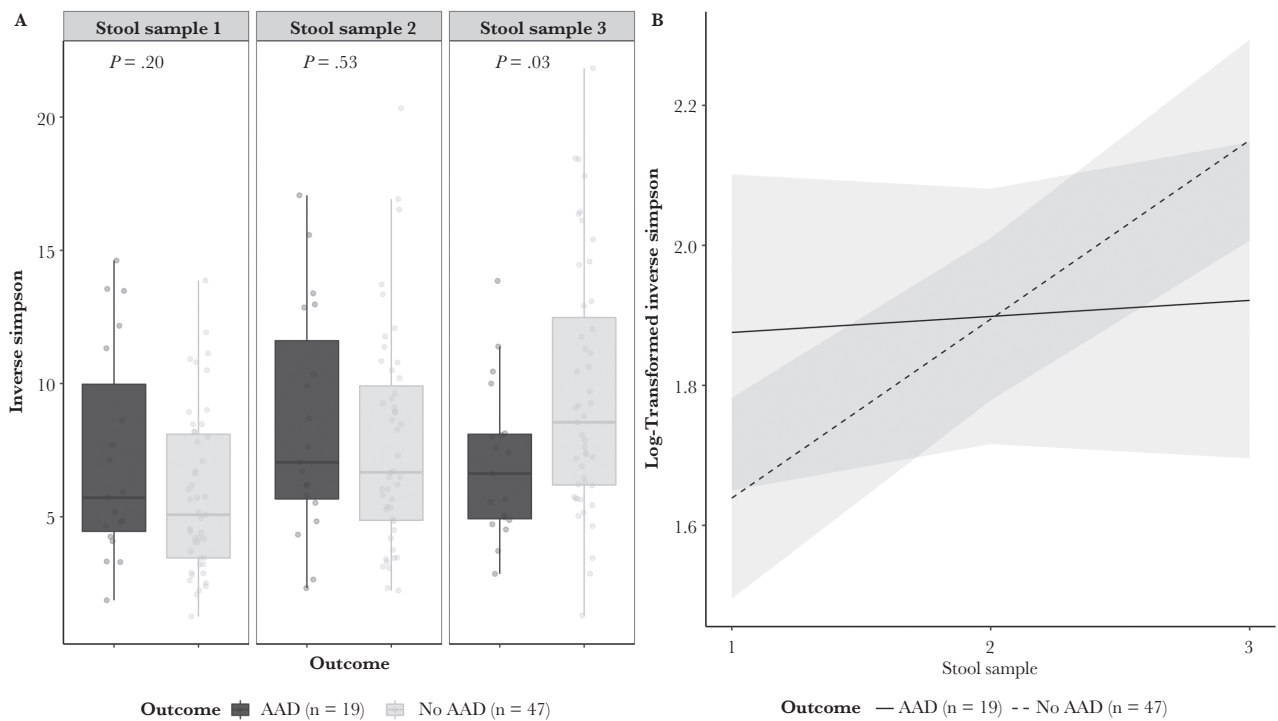 A
Stool sample 1
Stool sample 2
Stool sample 3
P = .20
P = .53
P = .03
20
15
10
5
Inverse simpson
Outcome
Outcome AAD (n = 19) No AAD (n = 47)
B
2.2
2.0
1.8
1.6
Log-Transformed inverse simpson
1
2
3
Stool sample
Outcome AAD (n = 19) No AAD (n = 47)